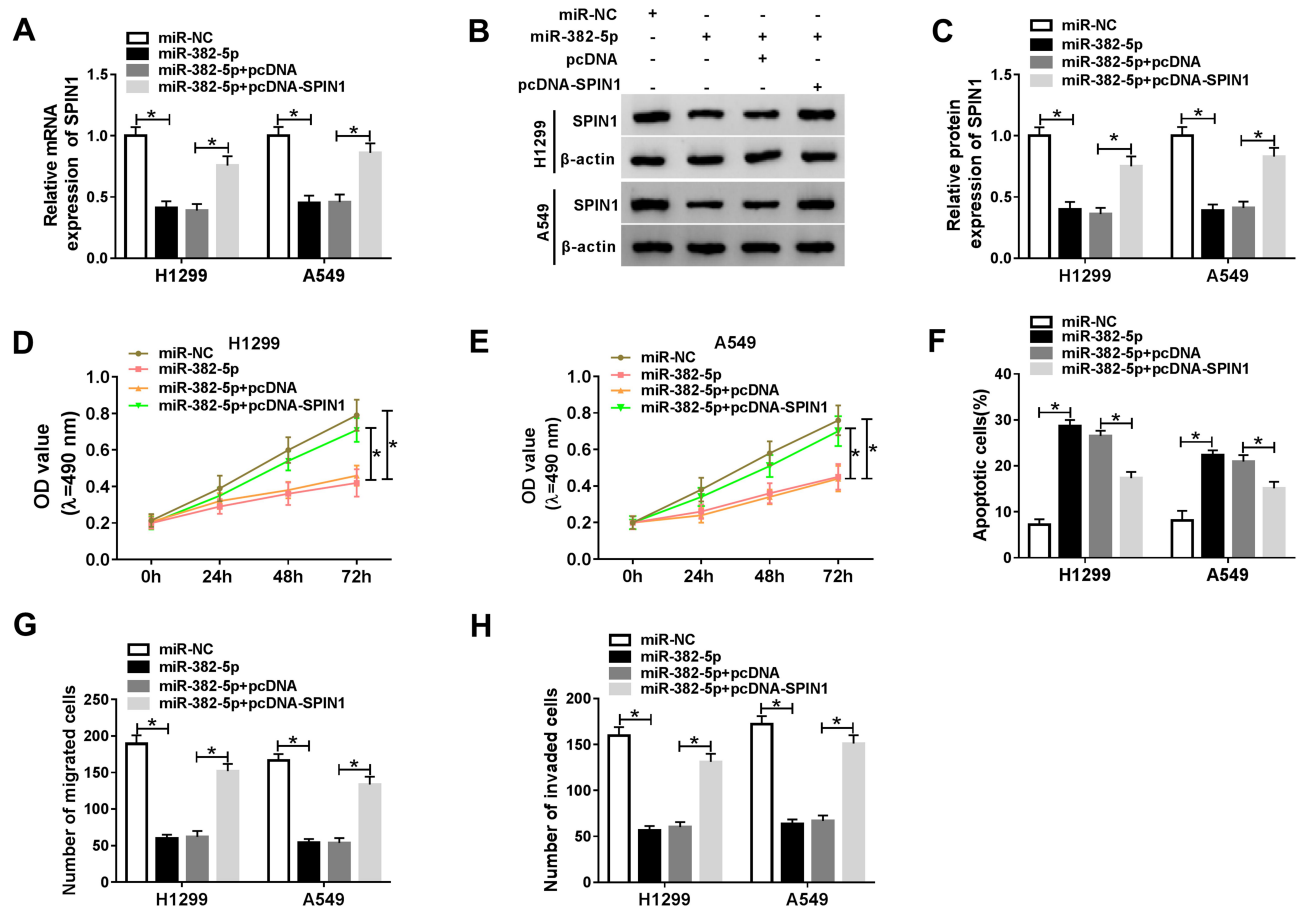 A
miR-NC
miR-382-5p
miR-382-5p+pcDNA
miR-382-5p+pcDNA-SPIN1
Relative mRNA
expression of SPIN1
1.5
1.0
0.5
0.0
*
*
*
*
H1299
A549
B
miR-NC + - - -
miR-382-5p - + + +
pcDNA - - + -
pcDNA-SPIN1 - - - +
H1299
SPIN1
β-actin
A549
SPIN1
β-actin
C
miR-NC
miR-382-5p
miR-382-5p+pcDNA
miR-382-5p+pcDNA-SPIN1
Relative protein
expression of SPIN1
1.5
1.0
0.5
0.0
*
*
*
*
H1299
A549
D
H1299
miR-NC
miR-382-5p
miR-382-5p+pcDNA
miR-382-5p+pcDNA-SPIN1
OD value
(λ=490 nm)
1.0
0.8
0.6
0.4
0.2
0.0
*
*
0h
24h
48h
72h
E
A549
miR-NC
miR-382-5p
miR-382-5p+pcDNA
miR-382-5p+pcDNA-SPIN1
OD value
(λ=490 nm)
1.0
0.8
0.6
0.4
0.2
0.0
*
*
0h
24h
48h
72h
F
miR-NC
miR-382-5p
miR-382-5p+pcDNA
miR-382-5p+pcDNA-SPIN1
Apoptotic cells(%)
40
30
20
10
0
*
*
*
*
H1299
A549
G
miR-NC
miR-382-5p
miR-382-5p+pcDNA
miR-382-5p+pcDNA-SPIN1
Number of migrated cells
250
200
150
100
50
0
*
*
*
*
H1299
A549
H
miR-NC
miR-382-5p
miR-382-5p+pcDNA
miR-382-5p+pcDNA-SPIN1
Number of invaded cells
200
150
100
50
0
*
*
*
*
H1299
A549